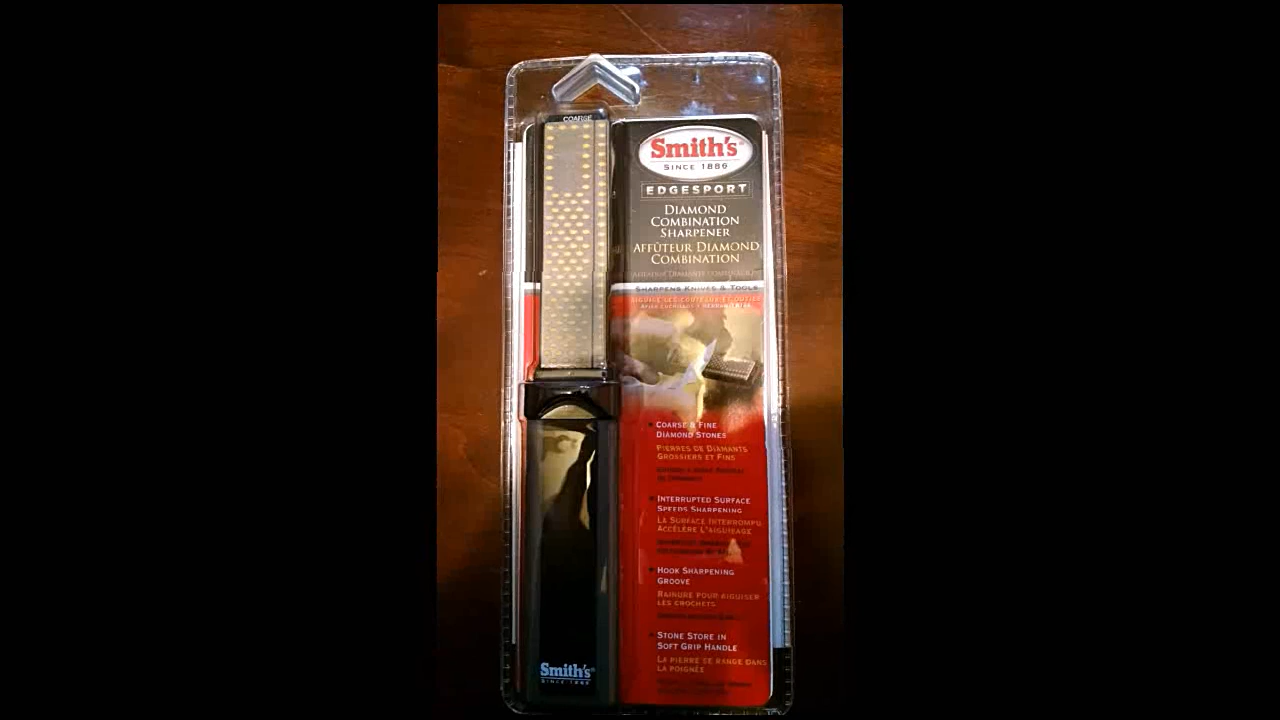 COARSE
Smith's
SINCE 1886
EDGESPORT
DIAMOND
COMBINATION
SHARPENER
AFFÛTEUR DIAMOND
COMBINATION
SHARPENS KNIVES & TOOLS
COARSE & FINE
DIAMOND STONES
PIERRES DE DIAMANTS
GROSSIERS ET FINS
INTERRUPTED SURFACE
SPEEDS SHARPENING
LA SURFACE INTERROMPU
ACCÉLÈRE L'AIGUISAGE
HOOK SHARPENING
GROOVE
RAINURE POUR AIGUISER
LES CROCHETS
STONE STORE IN
SOFT GRIP HANDLE
LA PIERRE SE RANGE DANS
LA POIGNÉE
Smith's
SINCE 1886